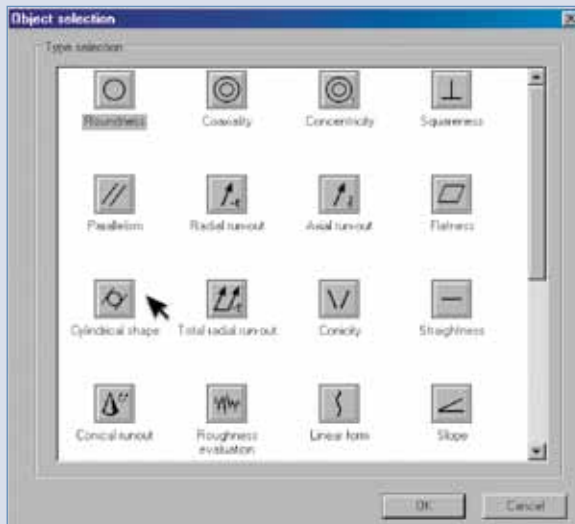 Object selection
Type selection
Roundness
Coaxiality
Concentricity
Squareness
Parallelism
Radial run-out
Axial run-out
Flatness
Cylindrical shape
Total radial run-out
Conicity
Straightness
Conical runout
Roughness
evaluation
Linear form
Slope
OK
Cancel